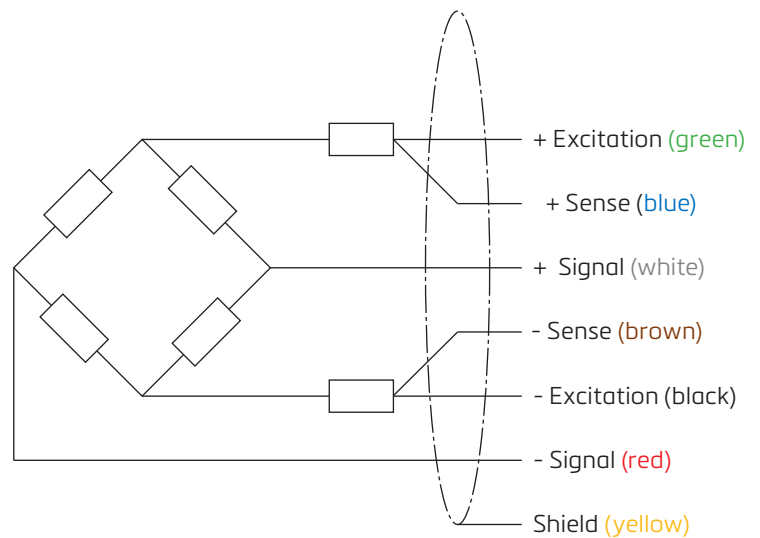 + Excitation (green)
+ Sense (blue)
+ Signal (white)
- Sense (brown)
- Excitation (black)
- Signal (red)
Shield (yellow)